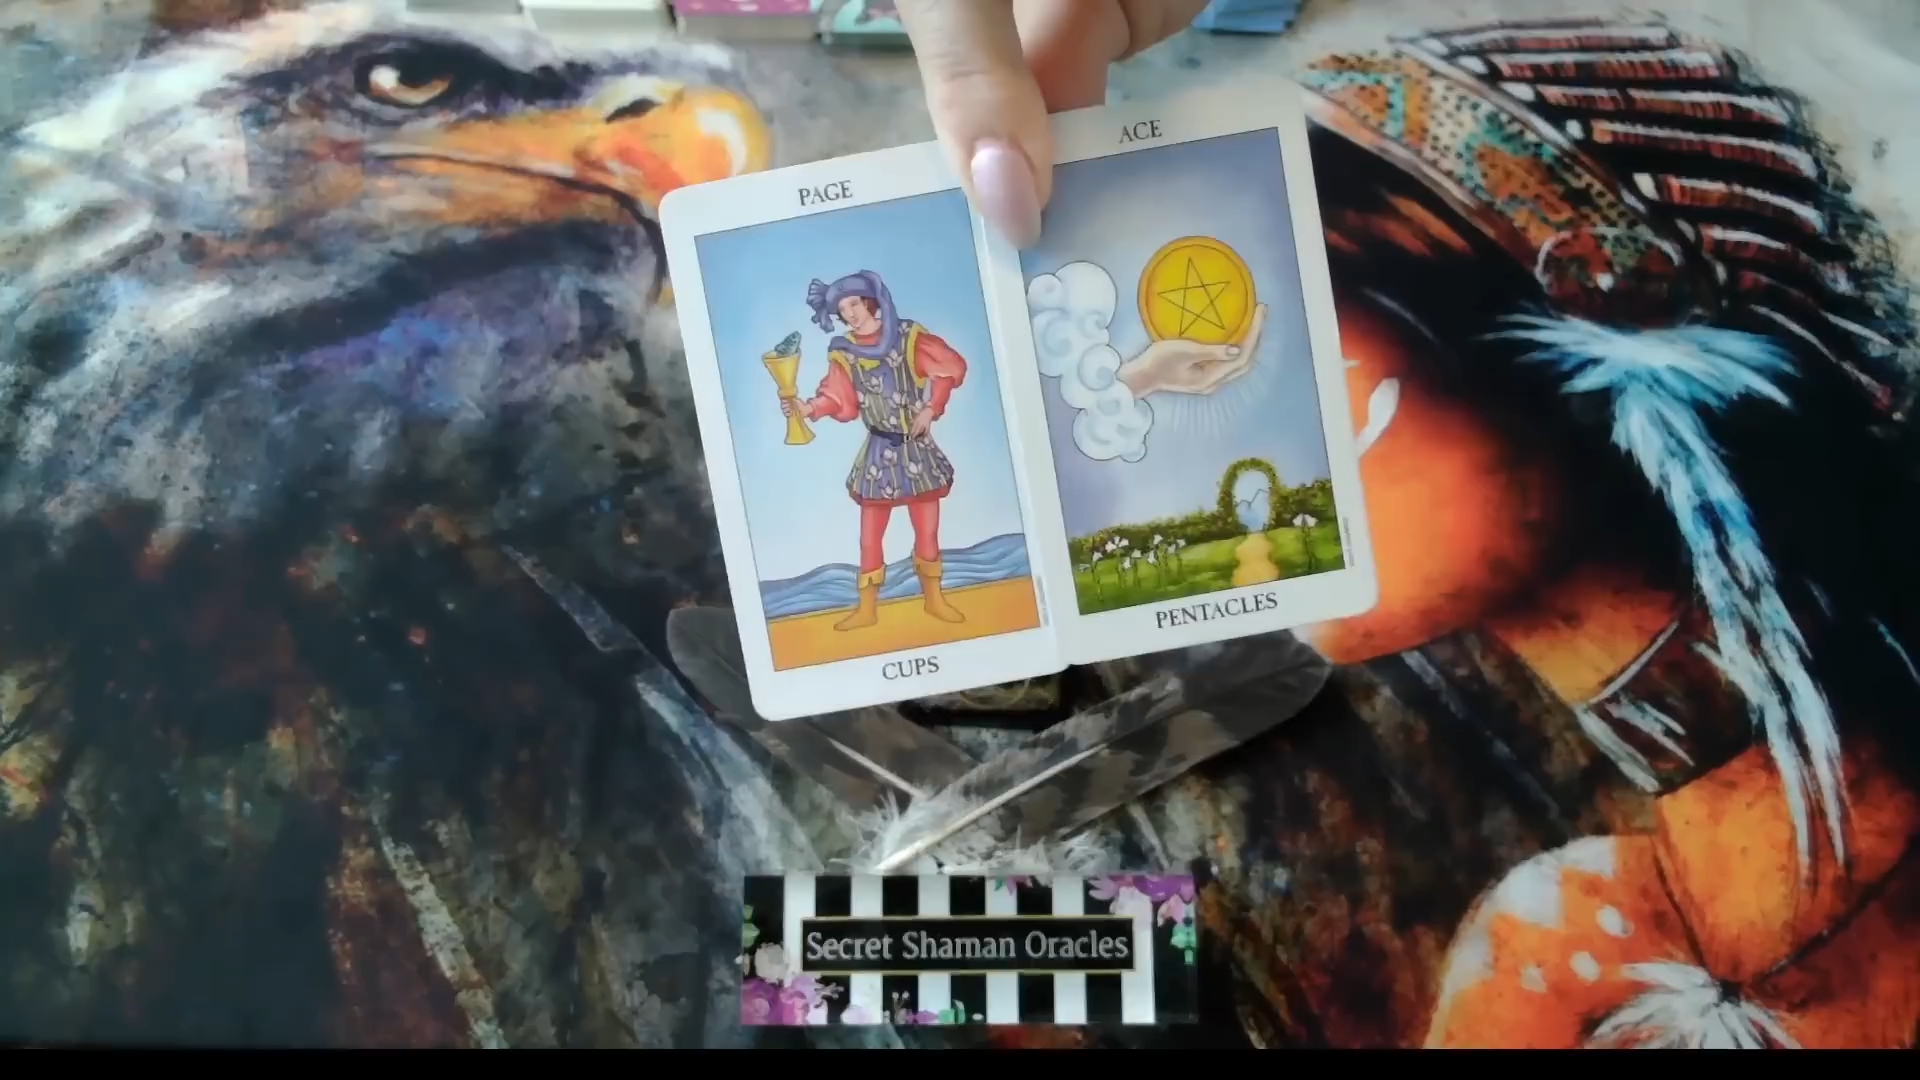 PAGE
CUPS
ACE
PENTACLES
Secret Shaman Oracles